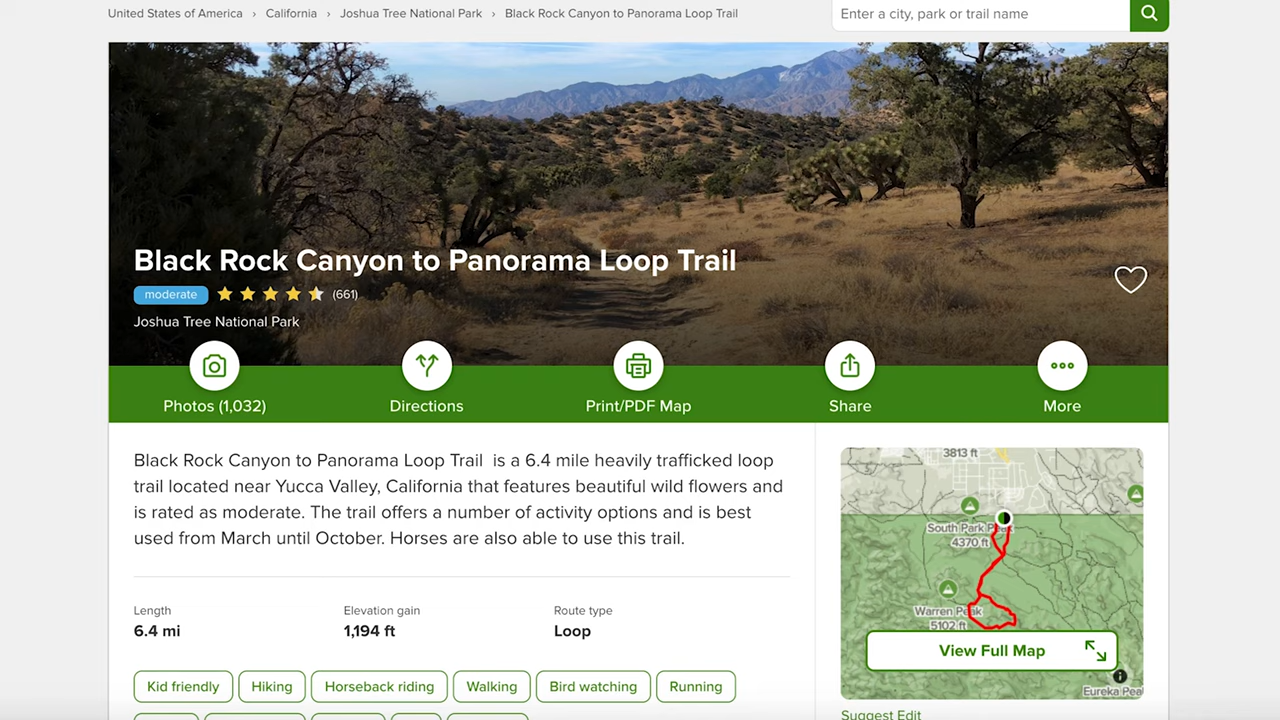 United States of America › California › Joshua Tree National Park › Black Rock Canyon to Panorama Loop Trail
Enter a city, park or trail name
Black Rock Canyon to Panorama Loop Trail
moderate (661)
Joshua Tree National Park
Photos (1,032) Directions Print/PDF Map Share More
Black Rock Canyon to Panorama Loop Trail is a 6.4 mile heavily trafficked loop
trail located near Yucca Valley, California that features beautiful wild flowers and
is rated as moderate. The trail offers a number of activity options and is best
used from March until October. Horses are also able to use this trail.
Length Elevation gain Route type
6.4 mi 1,194 ft Loop
Kid friendly Hiking Horseback riding Walking Bird watching Running
3813 ft
South Park Peak
4370 ft
Warren Peak
5102 ft
View Full Map
Eureka Pea
Suggest Edit